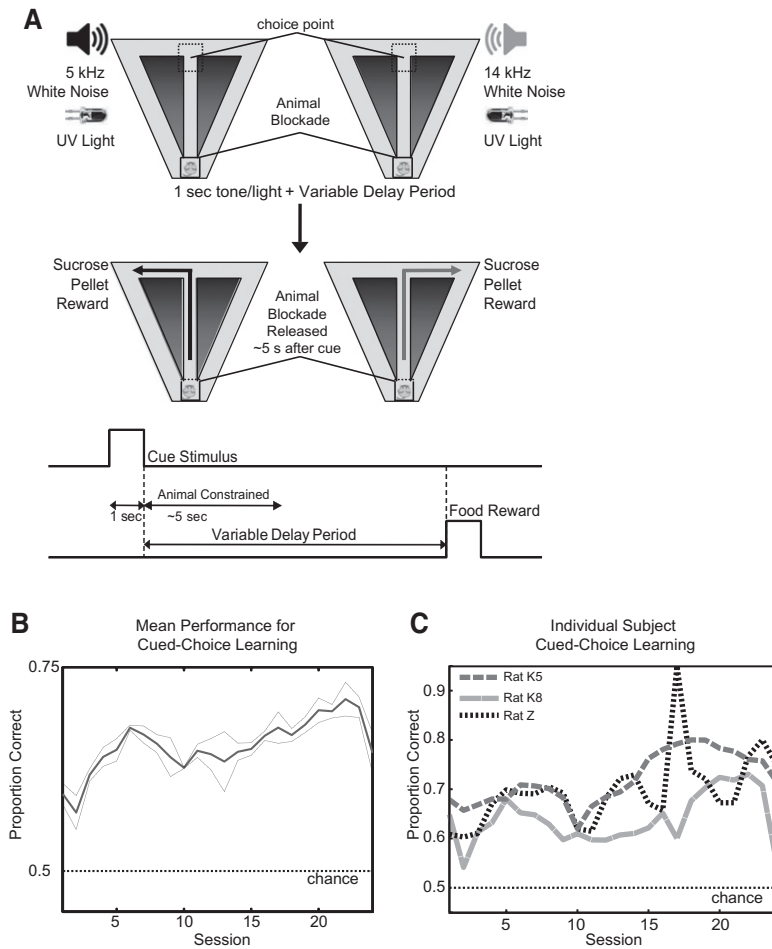 A
choice point
5 kHz
White Noise
UV Light
Animal
Blockade
14 kHz
White Noise
UV Light
1 sec tone/light + Variable Delay Period
Sucrose
Pellet
Reward
Animal
Blockade
Released
~5 s after cue
Sucrose
Pellet
Reward
Cue Stimulus
Animal Constrained
1 sec
~5 sec
Food Reward
Variable Delay Period
B
Mean Performance for
Cued-Choice Learning
0.75
0.5
Proportion Correct
chance
5
10
15
20
Session
C
Individual Subject
Cued-Choice Learning
Rat K5
Rat K8
Rat Z
0.9
0.8
0.7
0.6
0.5
Proportion Correct
chance
5
10
15
20
Session